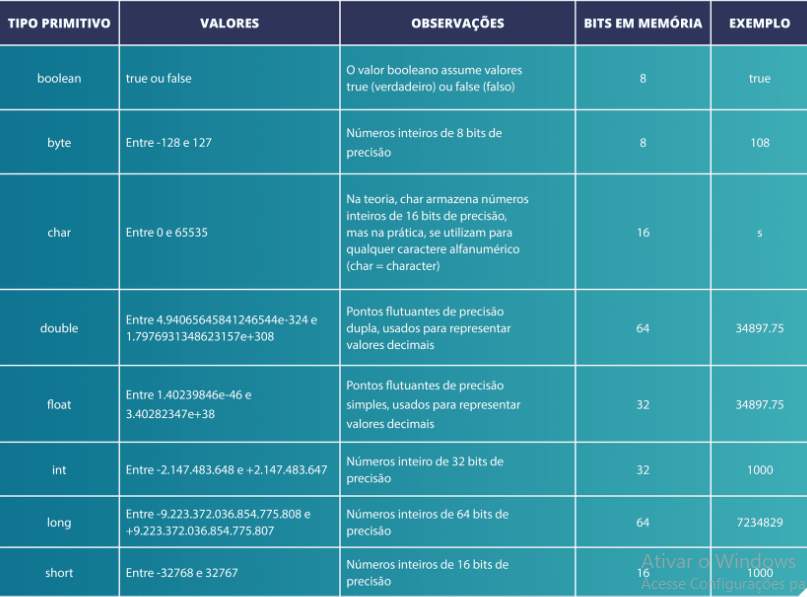 TIPO PRIMITIVO VALORES OBSERVAÇÕES BITS EM MEMÓRIA EXEMPLO
boolean true ou false O valor booleano assume valores 8 true
true (verdadeiro) ou false (falso)
byte Entre -128 e 127 Números inteiros de 8 bits de 8 108
precisão
char Entre 0 e 65535 Na teoria, char armazena números
inteiros de 16 bits de precisão,
mas na prática, se utilizam para 16 s
qualquer caractere alfanumérico
(char = character)
double Entre 4.94065645841246544e-324 e Pontos flutuantes de precisão 64 34897.75
1.7976931348623157e+308 dupla, usados para representar
valores decimais
float Entre 1.40239846e-46 e Pontos flutuantes de precisão 32 34897.75
3.40282347e+38 simples, usados para representar
valores decimais
int Entre -2.147.483.648 e +2.147.483.647 Números inteiro de 32 bits de 32 1000
precisão
long Entre -9.223.372.036.854.775.808 e Números inteiros de 64 bits de 64 7234829
+9.223.372.036.854.775.807 precisão
short Entre -32768 e 32767 Números inteiros de 16 bits de 16 1000
precisão
Ativar o Windows
Acesse Configurações pa